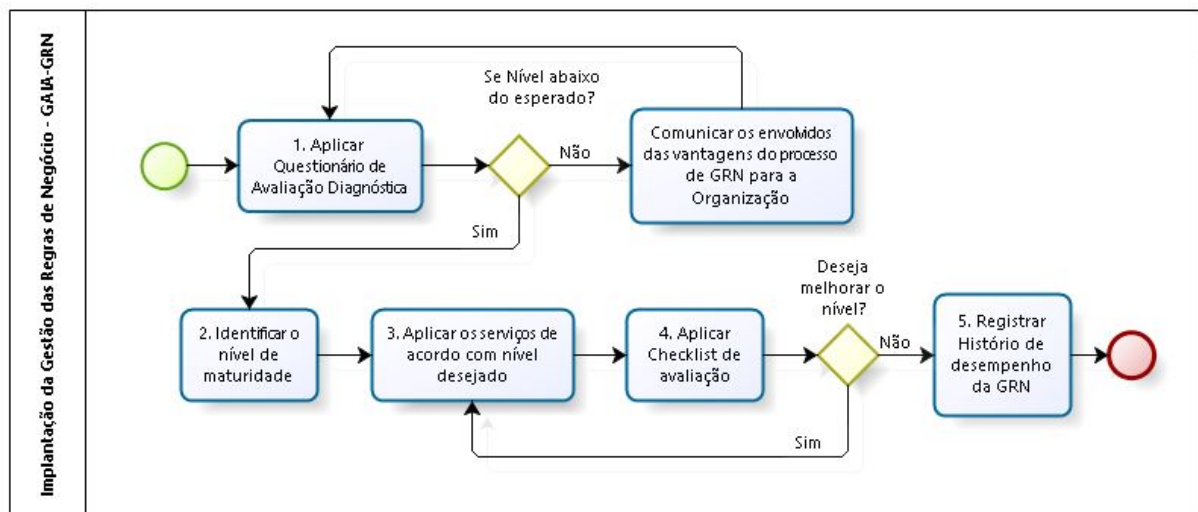 Implantação da Gestão das Regras de Negócio - GAIA-GRN
Se Nível abaixo
do esperado?
1. Aplicar
Questionário de
Avaliação Diagnóstica
Não
Comunicar os envolvidos
das vantagens do processo
de GRN para a
Organização
Sim
2. Identificar o
nível de
maturidade
3. Aplicar os serviços de
acordo com nível
desejado
4. Aplicar
Checklist de
avaliação
Deseja
melhorar o
nível?
Não
5. Registrar
Histório de
desempenho
da GRN
Sim